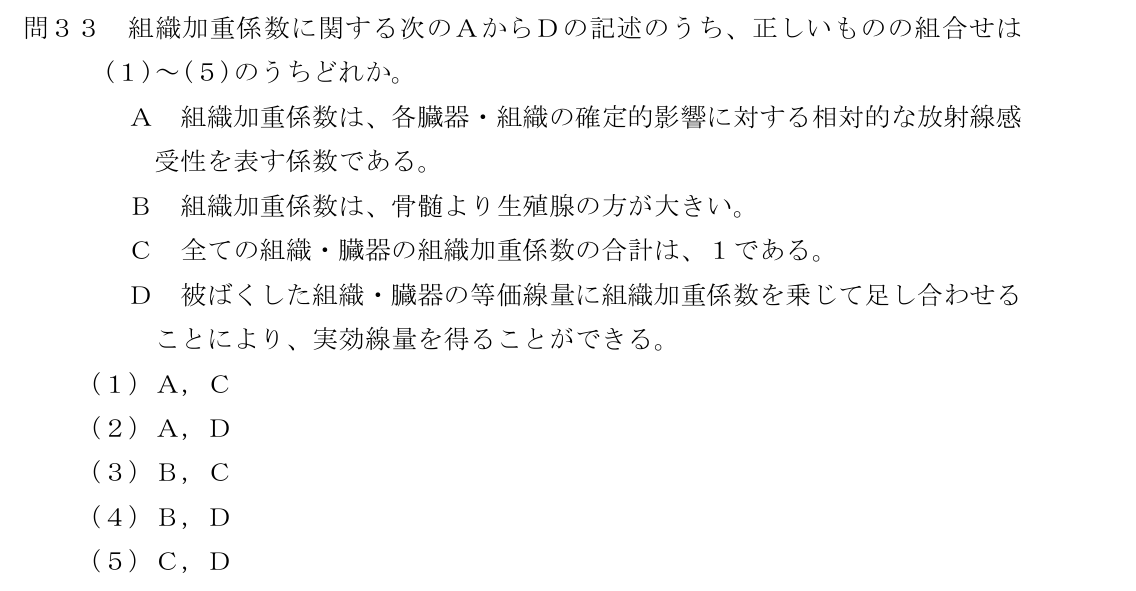 問３３　組織加重係数に関する次のＡからＤの記述のうち、正しいものの組合せは
(１)～(５)のうちどれか。
Ａ　組織加重係数は、各臓器・組織の確定的影響に対する相対的な放射線感
受性を表す係数である。
Ｂ　組織加重係数は、骨髄より生殖腺の方が大きい。
Ｃ　全ての組織・臓器の組織加重係数の合計は、１である。
Ｄ　被ばくした組織・臓器の等価線量に組織加重係数を乗じて足し合わせる
ことにより、実効線量を得ることができる。
(１) Ａ，Ｃ
(２) Ａ，Ｄ
(３) Ｂ，Ｃ
(４) Ｂ，Ｄ
(５) Ｃ，Ｄ